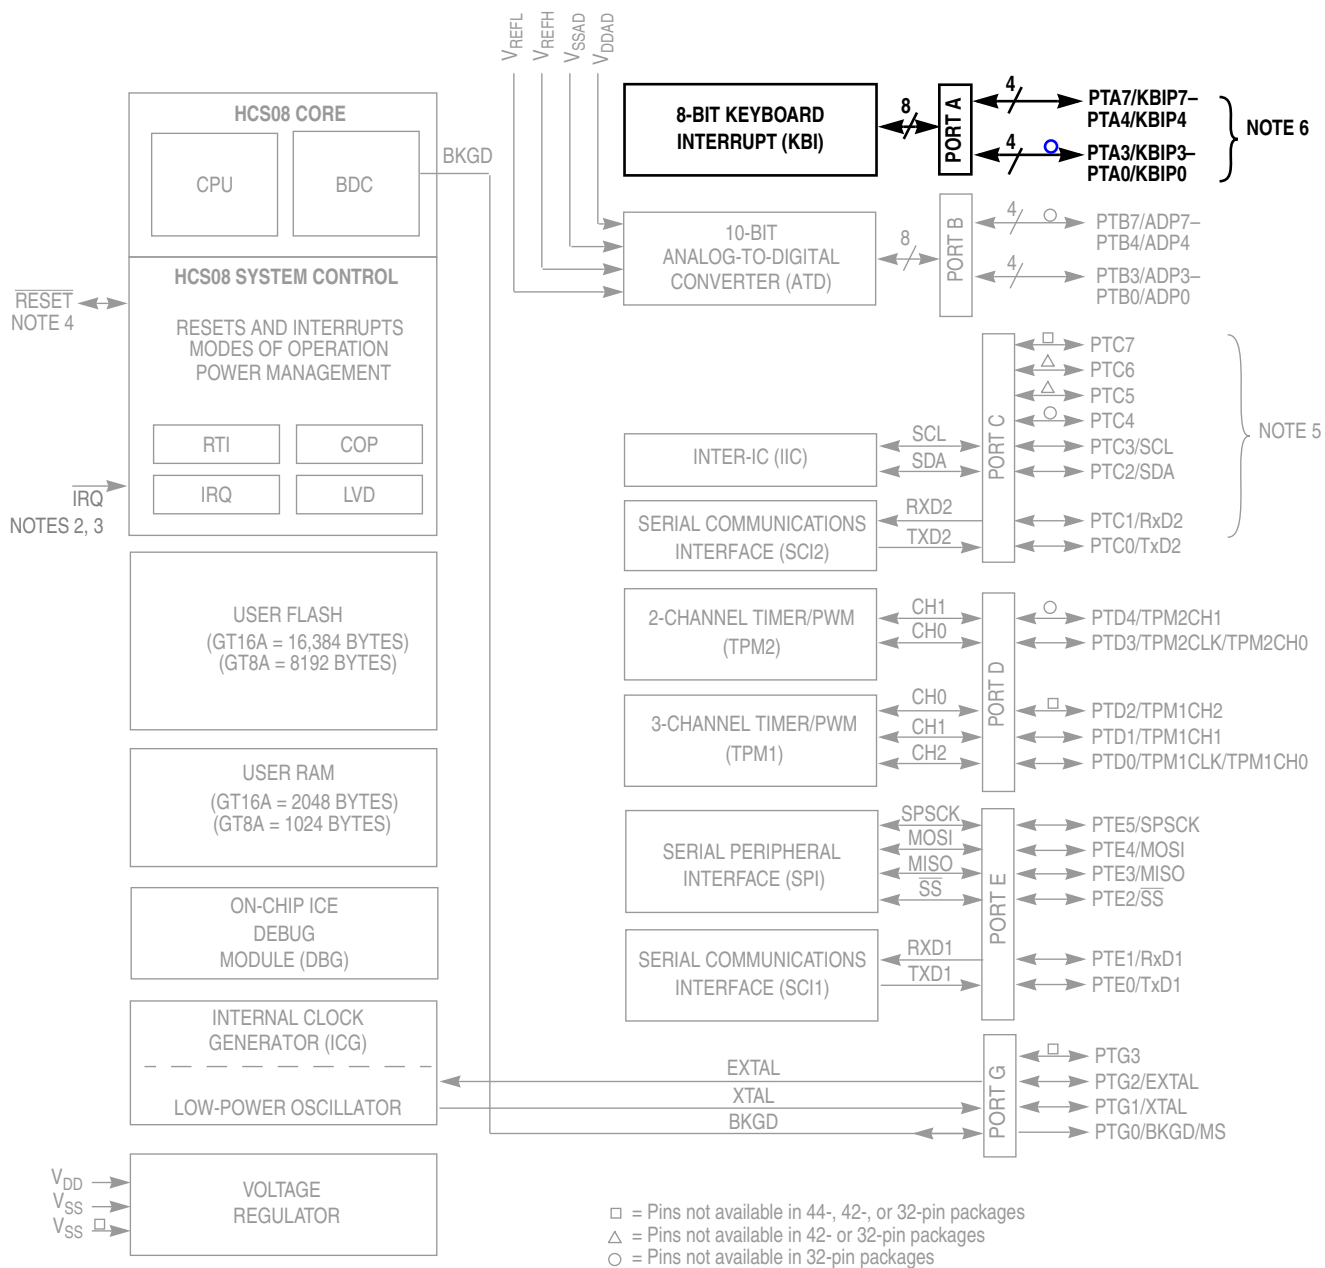 VREFL
VREFH
VSSAD
VDDAD
HCS08 CORE
CPU
BDC
BKGD
HCS08 SYSTEM CONTROL
RESET
NOTE 4
RESETS AND INTERRUPTS
MODES OF OPERATION
POWER MANAGEMENT
RTI
COP
IRQ
LVD
IRQ
NOTES 2, 3
USER FLASH
(GT16A = 16,384 BYTES)
(GT8A = 8192 BYTES)
USER RAM
(GT16A = 2048 BYTES)
(GT8A = 1024 BYTES)
ON-CHIP ICE
DEBUG
MODULE (DBG)
INTERNAL CLOCK
GENERATOR (ICG)
LOW-POWER OSCILLATOR
VDD
VSS
VSS
VOLTAGE
REGULATOR
8-BIT KEYBOARD
INTERRUPT (KBI)
8
PORT A
4
PTA7/KBIP7–
PTA4/KBIP4
4
PTA3/KBIP3–
PTA0/KBIP0
NOTE 6
10-BIT
ANALOG-TO-DIGITAL
CONVERTER (ATD)
8
PORT B
4
PTB7/ADP7–
PTB4/ADP4
4
PTB3/ADP3–
PTB0/ADP0
INTER-IC (IIC)
SCL
SDA
SERIAL COMMUNICATIONS
INTERFACE (SCI2)
RXD2
TXD2
PORT C
PTC7
PTC6
PTC5
PTC4
PTC3/SCL
PTC2/SDA
PTC1/RxD2
PTC0/TxD2
NOTE 5
2-CHANNEL TIMER/PWM
(TPM2)
CH1
CH0
3-CHANNEL TIMER/PWM
(TPM1)
CH0
CH1
CH2
PORT D
PTD4/TPM2CH1
PTD3/TPM2CLK/TPM2CH0
PTD2/TPM1CH2
PTD1/TPM1CH1
PTD0/TPM1CLK/TPM1CH0
SERIAL PERIPHERAL
INTERFACE (SPI)
SPSCK
MOSI
MISO
SS
SERIAL COMMUNICATIONS
INTERFACE (SCI1)
RXD1
TXD1
PORT E
PTE5/SPSCK
PTE4/MOSI
PTE3/MISO
PTE2/SS
PTE1/RxD1
PTE0/TxD1
EXTAL
XTAL
BKGD
PORT G
PTG3
PTG2/EXTAL
PTG1/XTAL
PTG0/BKGD/MS
□ = Pins not available in 44-, 42-, or 32-pin packages
△ = Pins not available in 42- or 32-pin packages
○ = Pins not available in 32-pin packages